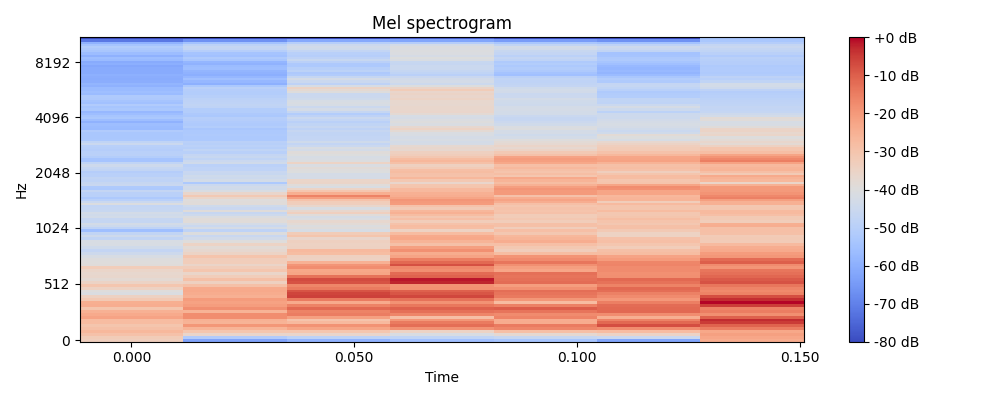 Mel spectrogram
Hz
8192
4096
2048
1024
512
0
0.000
0.050
0.100
0.150
Time
+0 dB
-10 dB
-20 dB
-30 dB
-40 dB
-50 dB
-60 dB
-70 dB
-80 dB